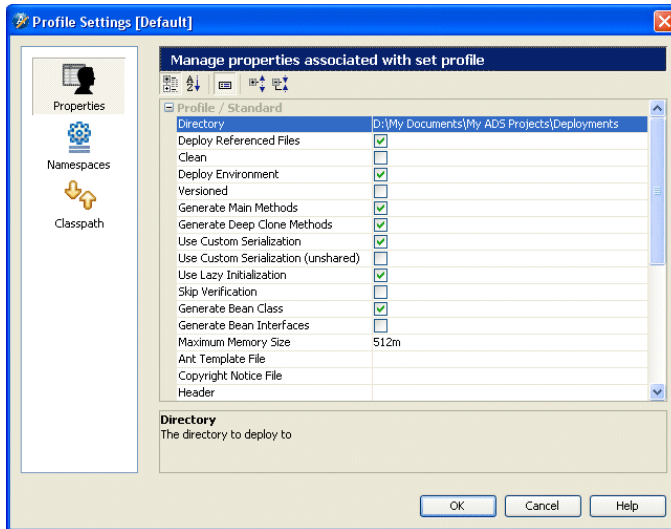 Profile Settings [Default]
Manage properties associated with set profile
Properties
Namespaces
Classpath
Profile / Standard
Directory D:\My Documents\My ADS Projects\Deployments
Deploy Referenced Files
Clean
Deploy Environment
Versioned
Generate Main Methods
Generate Deep Clone Methods
Use Custom Serialization
Use Custom Serialization (unshared)
Use Lazy Initialization
Skip Verification
Generate Bean Class
Generate Bean Interfaces
Maximum Memory Size 512m
Ant Template File
Copyright Notice File
Header
Directory
The directory to deploy to
OK Cancel Help